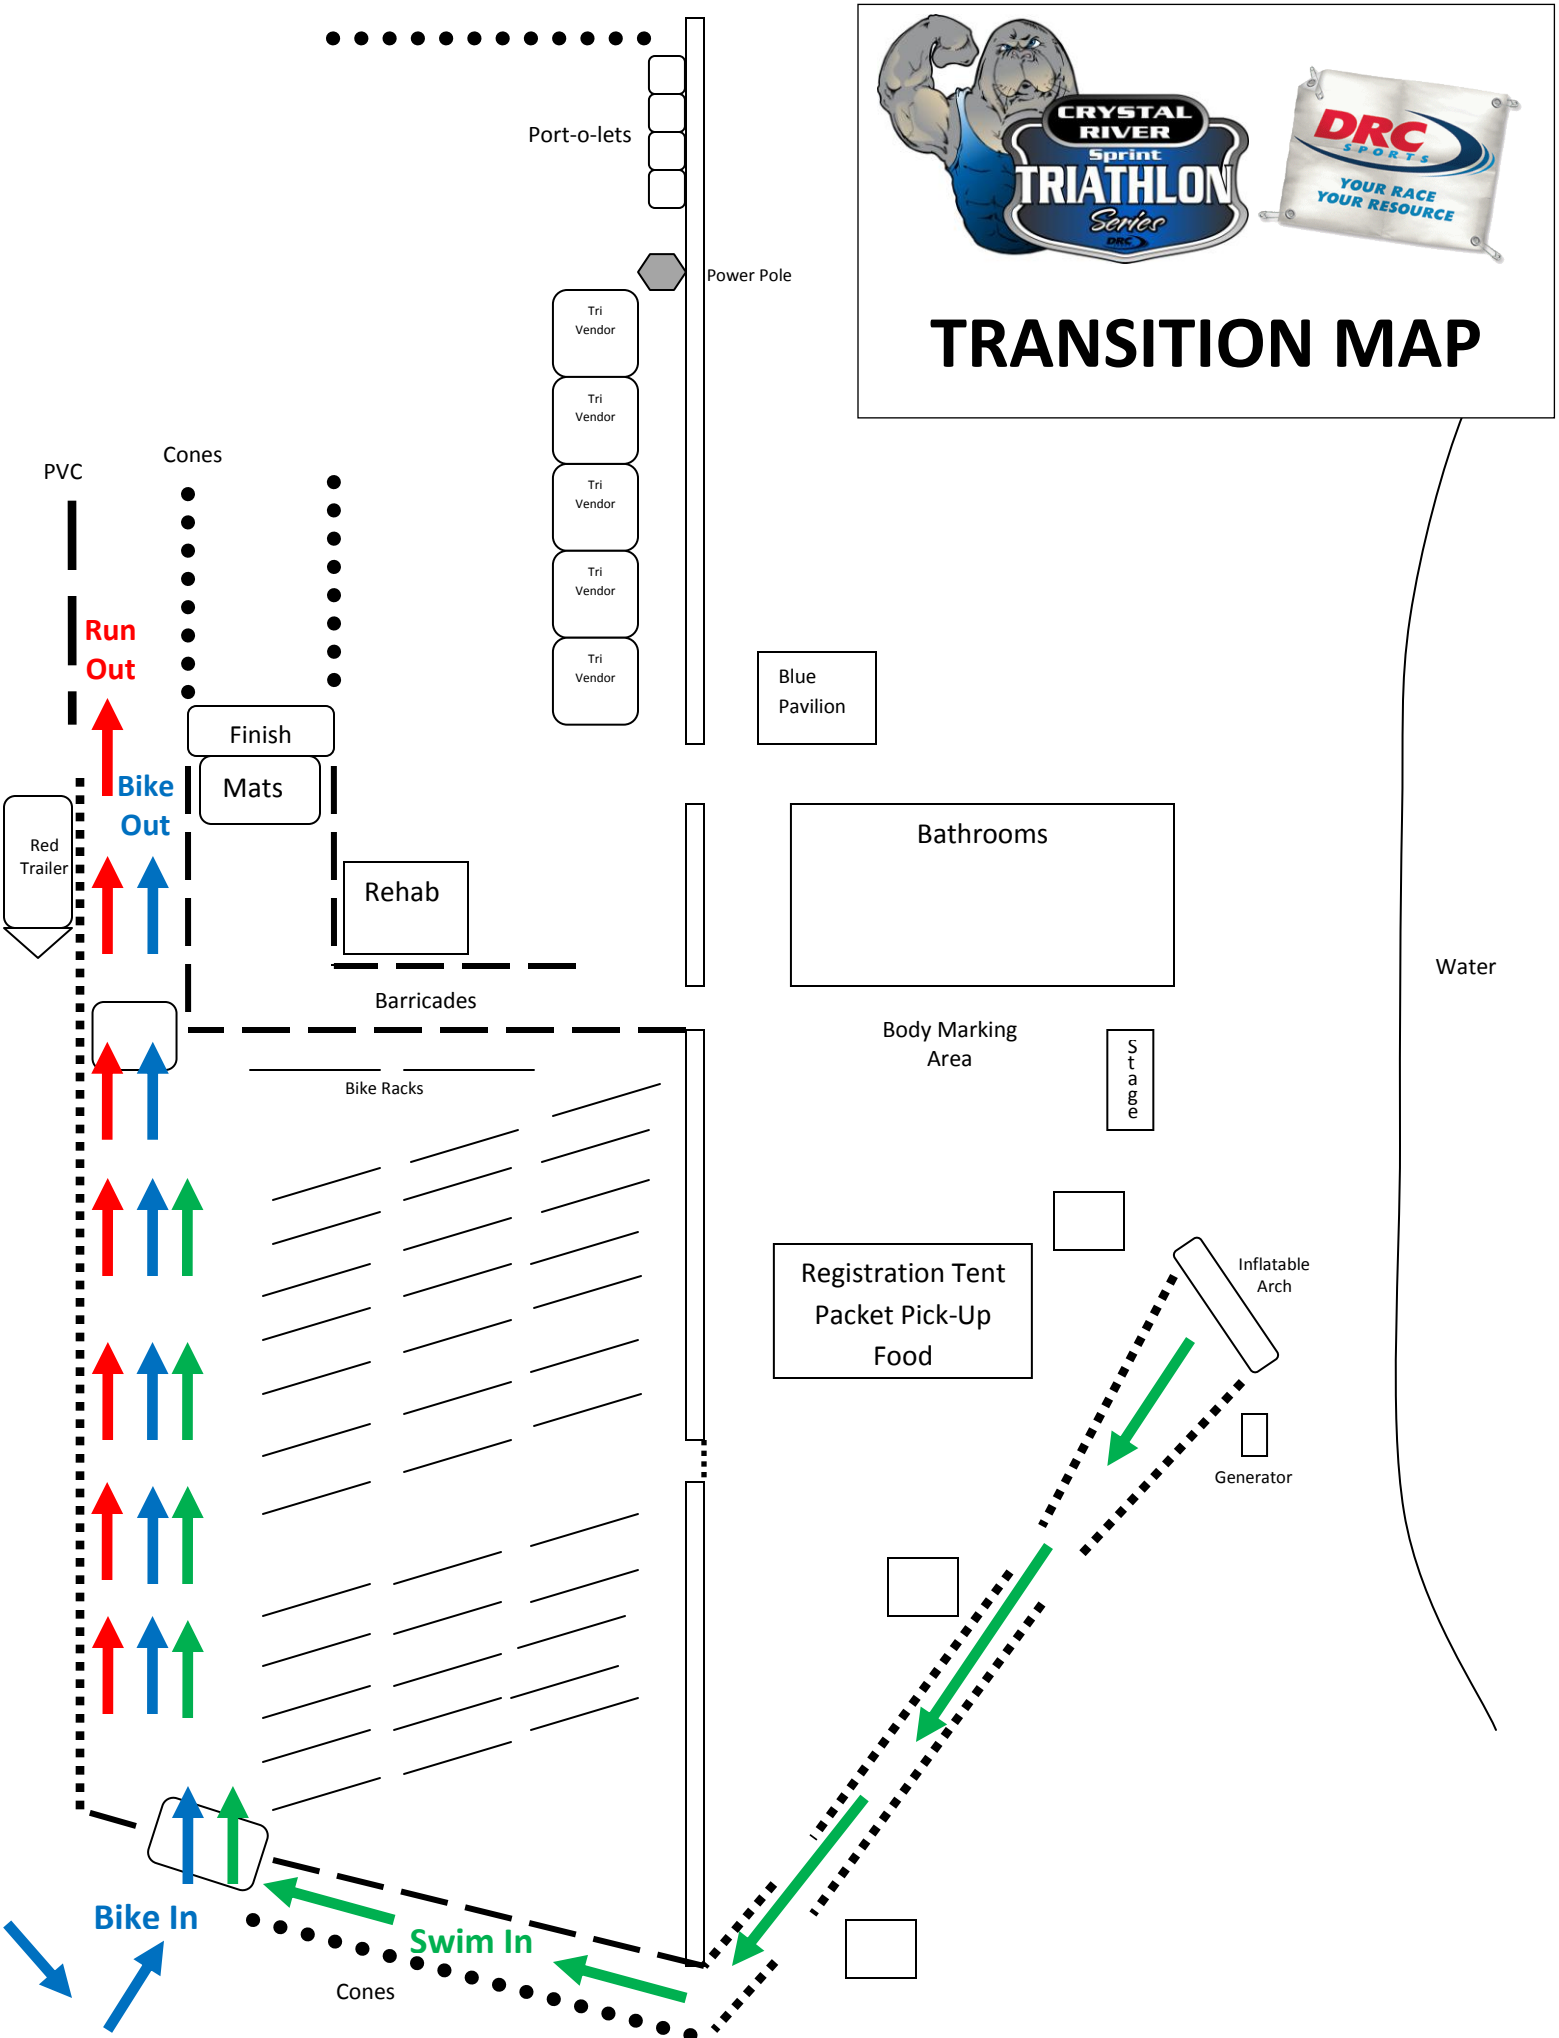 CRYSTAL
RIVER
Sprint
TRIATHLON
Series
DRC
DRC
SPORTS
YOUR RACE
YOUR RESOURCE
TRANSITION MAP
Port-o-lets
Power Pole
Tri
Vendor
Tri
Vendor
Tri
Vendor
Tri
Vendor
Tri
Vendor
PVC
Cones
Run
Out
Blue
Pavilion
Finish
Mats
Bike
Out
Red
Trailer
Rehab
Bathrooms
Water
Barricades
Body Marking
Area
Stage
Bike Racks
Registration Tent
Packet Pick-Up
Food
Inflatable
Arch
Generator
Bike In
Swim In
Cones